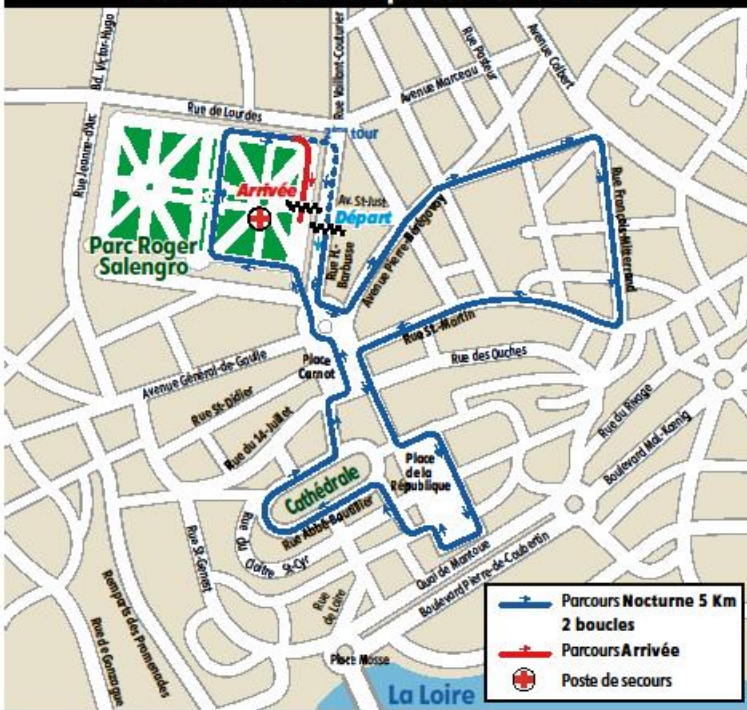 Bd. Victor-Hugo
Rue Vaillant-Couturier
Rue Pasteur
Avenue Colbert
Avenue Marceau
Rue de Lourdes
Rue Jeanne-d'Arc
2ème tour
Arrivée
Av. St-Just
Départ
Parc Roger
Salengro
Rue H.-
Barbusse
Avenue Pierre-Bérégovoy
Rue François-Mitterrand
Rue St-Martin
Place
Carnot
Rue des Ouches
Avenue Général-de-Gaulle
Rue St-Didier
Rue du 14-Juillet
Rue du Rivage
Boulevard Mal.-Kœnig
Place
de la
République
Cathédrale
Rue Abbé-Boutillier
Rue du Cloître St-Cyr
Rue St-Genest
Quai de Mantoue
Boulevard Pierre-de-Coubertin
Remparts des Promenades
Rue de Gonzague
Rue
de Loire
Place Mosse
La Loire
Parcours Nocturne 5 Km
2 boucles
Parcours Arrivée
Poste de secours